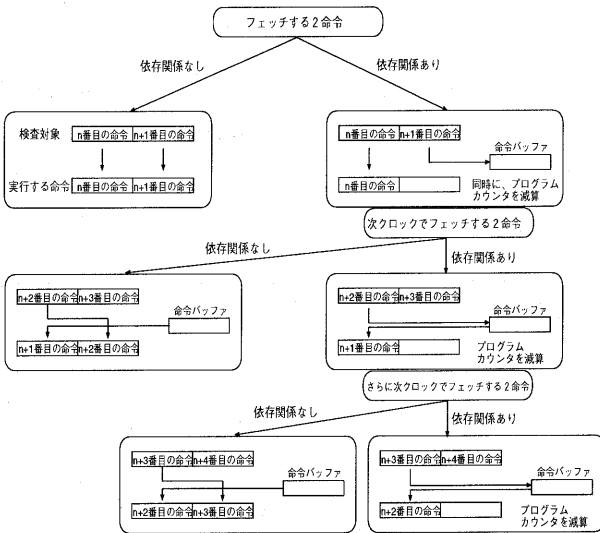 フェッチする2命令
依存関係なし
依存関係あり
検査対象
n番目の命令 n+1番目の命令
実行する命令
n番目の命令 n+1番目の命令
n番目の命令 n+1番目の命令
命令バッファ
n番目の命令
同時に、プログラム
カウンタを減算
次クロックでフェッチする2命令
依存関係なし
依存関係あり
n+2番目の命令 n+3番目の命令
命令バッファ
n+1番目の命令 n+2番目の命令
n+2番目の命令 n+3番目の命令
命令バッファ
n+1番目の命令
プログラム
カウンタを減算
さらに次クロックでフェッチする2命令
依存関係なし
依存関係あり
n+3番目の命令 n+4番目の命令
命令バッファ
n+2番目の命令 n+3番目の命令
n+3番目の命令 n+4番目の命令
命令バッファ
n+2番目の命令
プログラム
カウンタを減算